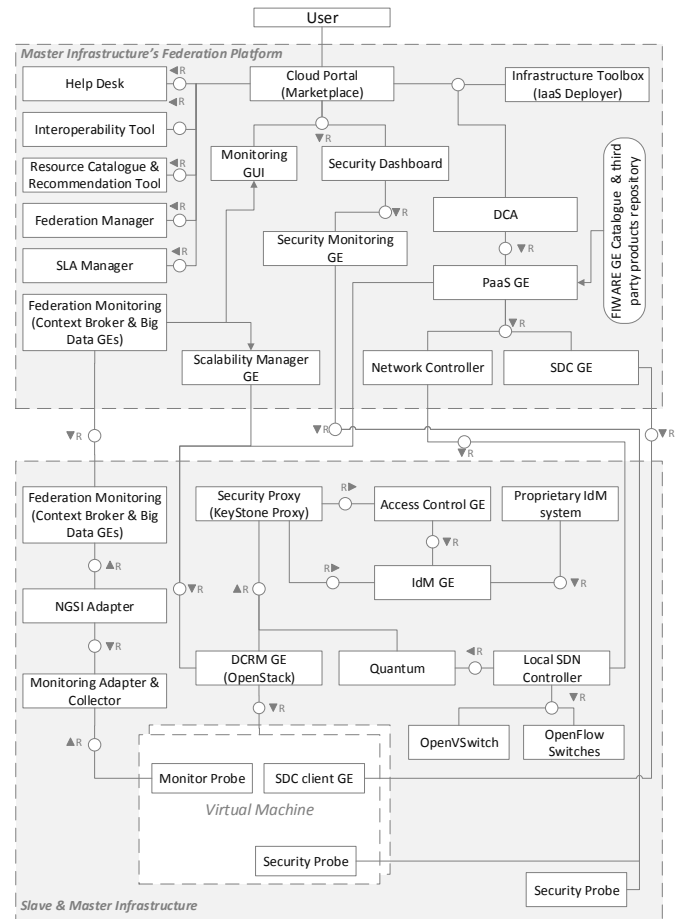 User
Master Infrastructure's Federation Platform
Help Desk
R
Cloud Portal
(Marketplace)
Infrastructure Toolbox
(IaaS Deployer)
R
Interoperability Tool
R
Monitoring
GUI
Security Dashboard
Resource Catalogue &
Recommendation Tool
R
FIWARE GE Catalogue & third
party products repository
Federation Manager
R
DCA
R
Security Monitoring
GE
SLA Manager
R
R
PaaS GE
Federation Monitoring
(Context Broker & Big
Data GEs)
R
Scalability Manager
GE
Network Controller
SDC GE
R
R
R
R
Federation Monitoring
(Context Broker & Big
Data GEs)
Security Proxy
(KeyStone Proxy)
R
Access Control GE
Proprietary IdM
system
R
R
R
IdM GE
R
R
R
NGSI Adapter
R
DCRM GE
(OpenStack)
Quantum
R
Local SDN
Controller
Monitoring Adapter &
Collector
R
R
R
OpenVSwitch
OpenFlow
Switches
Monitor Probe
SDC client GE
Virtual Machine
Security Probe
Security Probe
Slave & Master Infrastructure